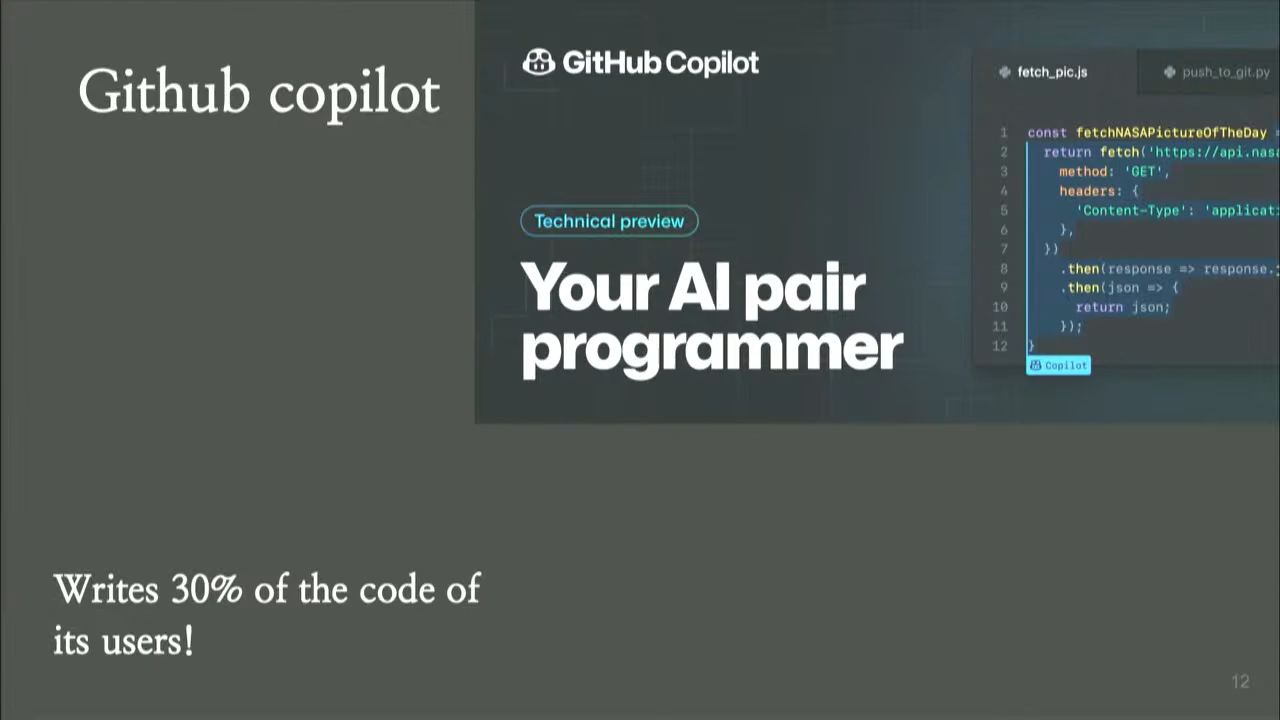 Github copilot
GitHub Copilot
Technical preview
Your AI pair
programmer
fetch_pic.js
push_to_git.py
1 const fetchNASAPictureOfTheDay =
2 return fetch('https://api.nasa
3 method: 'GET',
4 headers: {
5 'Content-Type': 'applicati
6 },
7 })
8 .then(response => response.j
9 .then(json => {
10 return json;
11 });
12 }
Copilot
Writes 30% of the code of
its users!
12